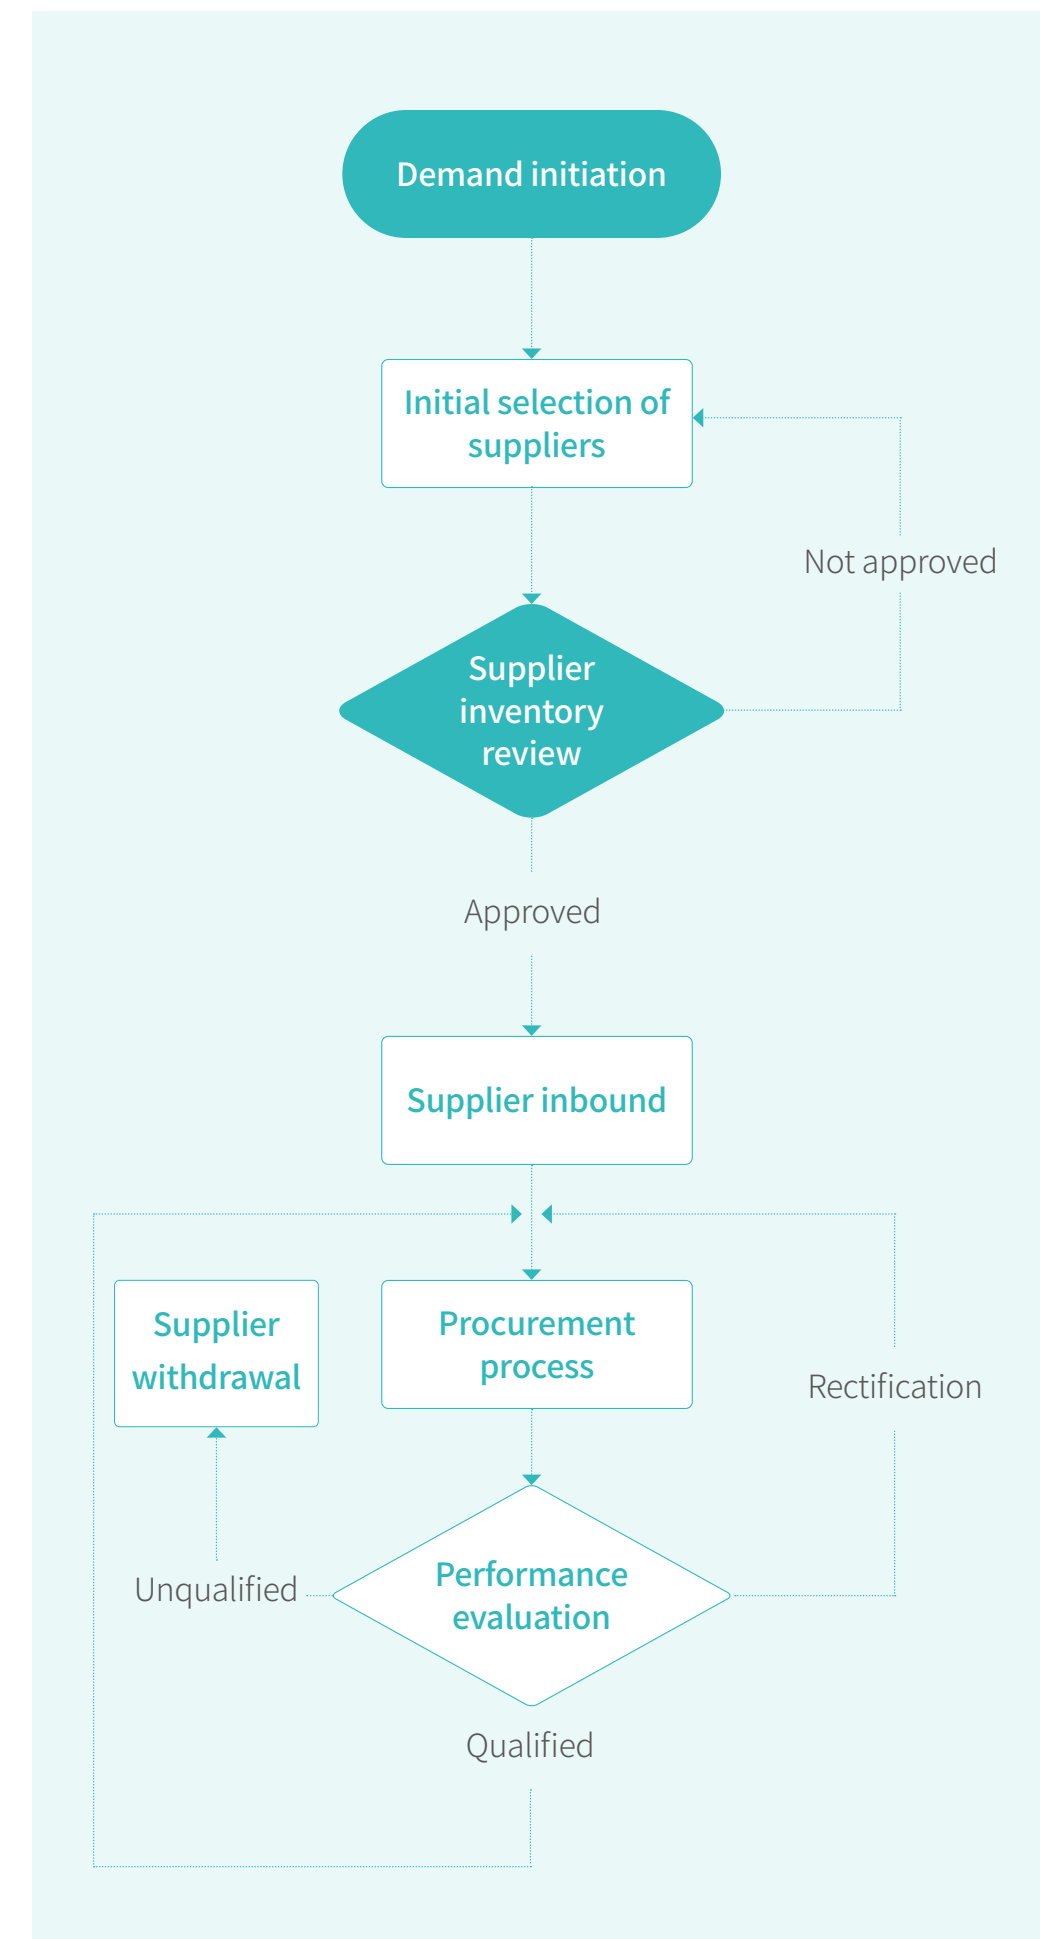 Demand initiation
Initial selection of
suppliers
Not approved
Supplier
inventory
review
Approved
Supplier inbound
Supplier
withdrawal
Procurement
process
Rectification
Unqualified
Performance
evaluation
Qualified